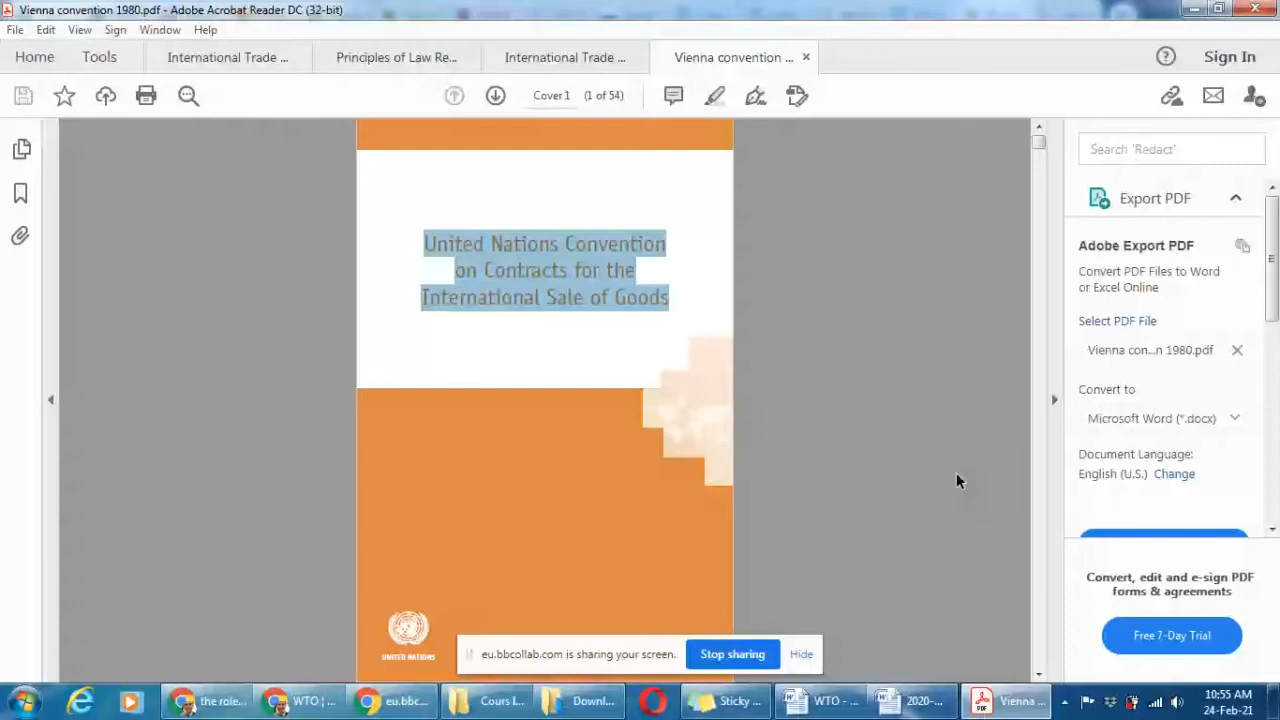 Vienna convention 1980.pdf - Adobe Acrobat Reader DC (32-bit)
File Edit View Sign Window Help
Home Tools International Trade ... Principles of Law Re... International Trade ... Vienna convention ... × Sign In
Cover1 (1 of 54)
Search 'Redact'
Export PDF
Adobe Export PDF
Convert PDF Files to Word
or Excel Online
Select PDF File
Vienna con...n 1980.pdf
Convert to
Microsoft Word (*.docx)
Document Language:
English (U.S.) Change
Convert, edit and e-sign PDF
forms & agreements
Free 7-Day Trial
United Nations Convention
on Contracts for the
International Sale of Goods
UNITED NATIONS
eu.bbcollab.com is sharing your screen. Stop sharing Hide
the role... WTO |... eu.bbc... Cours I... Downl... Sticky ... WTO - ... 2020-... Vienna ...
10:55 AM
24-Feb-21